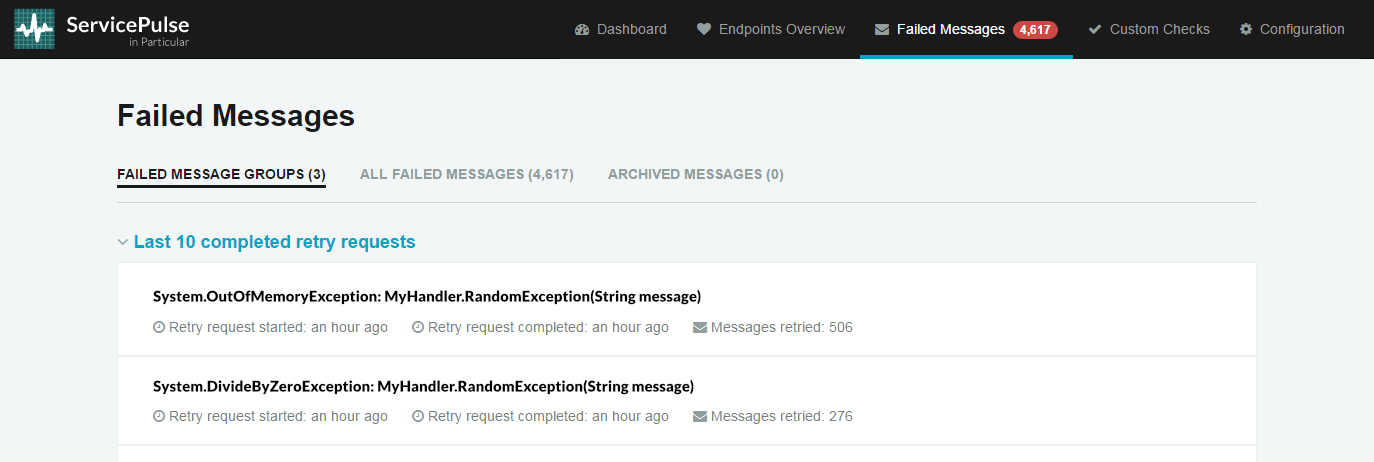 ServicePulse
in Particular
Dashboard
Endpoints Overview
Failed Messages 4,617
Custom Checks
Configuration
Failed Messages
FAILED MESSAGE GROUPS (3) ALL FAILED MESSAGES (4,617) ARCHIVED MESSAGES (0)
Last 10 completed retry requests
System.OutOfMemoryException: MyHandler.RandomException(String message)
Retry request started: an hour ago Retry request completed: an hour ago Messages retried: 506
System.DivideByZeroException: MyHandler.RandomException(String message)
Retry request started: an hour ago Retry request completed: an hour ago Messages retried: 276